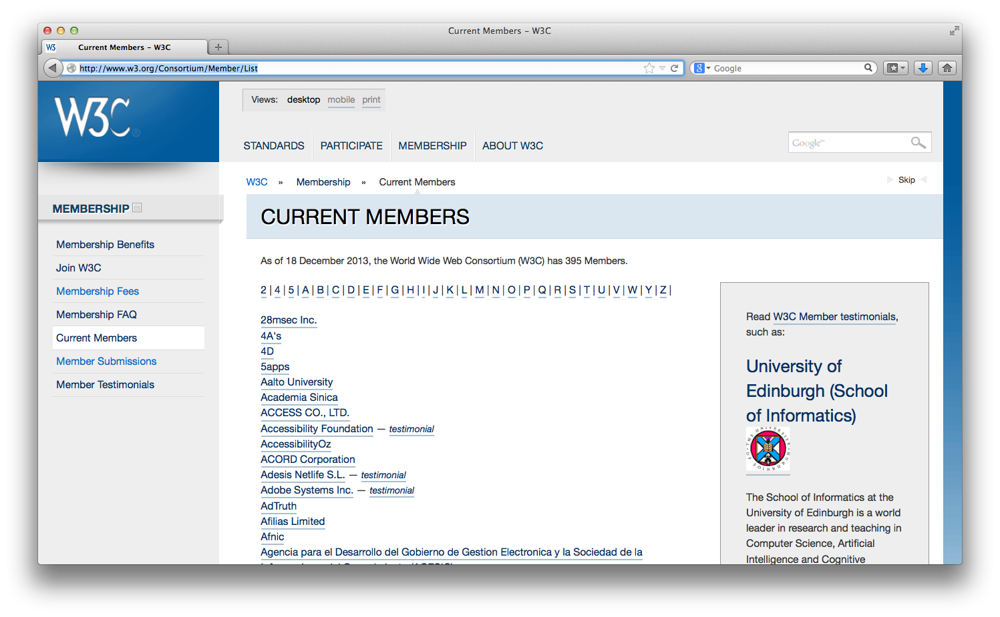 Current Members – W3C
W3 Current Members – W3C
http://www.w3.org/Consortium/Member/List
8 Google
W3C®
Views: desktop mobile print
STANDARDS PARTICIPATE MEMBERSHIP ABOUT W3C
Google™
W3C » Membership » Current Members
Skip
MEMBERSHIP
Membership Benefits
Join W3C
Membership Fees
Membership FAQ
Current Members
Member Submissions
Member Testimonials
CURRENT MEMBERS
As of 18 December 2013, the World Wide Web Consortium (W3C) has 395 Members.
2 | 4 | 5 | A | B | C | D | E | F | G | H | I | J | K | L | M | N | O | P | Q | R | S | T | U | V | W | Y | Z |
28msec Inc.
4A's
4D
5apps
Aalto University
Academia Sinica
ACCESS CO., LTD.
Accessibility Foundation — testimonial
AccessibilityOz
ACORD Corporation
Adesis Netlife S.L. — testimonial
Adobe Systems Inc. — testimonial
AdTruth
Afilias Limited
Afnic
Agencia para el Desarrollo del Gobierno de Gestion Electronica y la Sociedad de la
Read W3C Member testimonials,
such as:
University of
Edinburgh (School
of Informatics)
THE UNIVERSITY OF EDINBURGH
The School of Informatics at the
University of Edinburgh is a world
leader in research and teaching in
Computer Science, Artificial
Intelligence and Cognitive